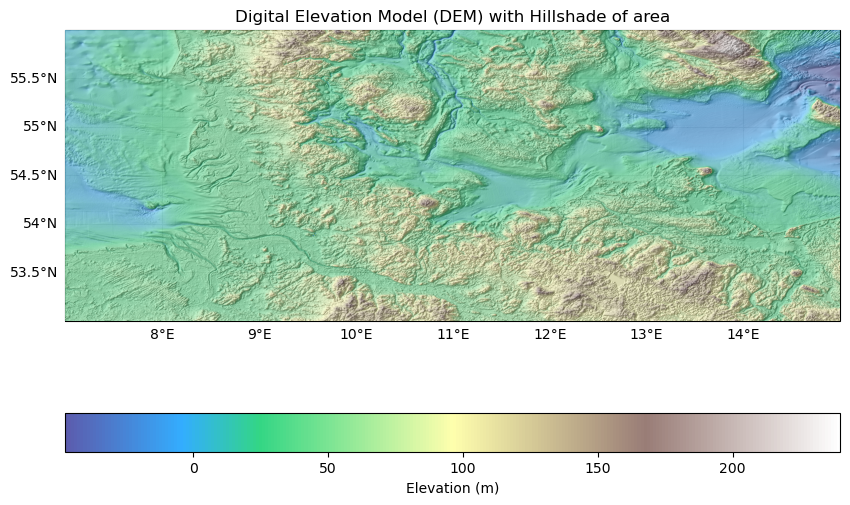 Digital Elevation Model (DEM) with Hillshade of area
55.5°N
55°N
54.5°N
54°N
53.5°N
8°E 9°E 10°E 11°E 12°E 13°E 14°E
0 50 100 150 200
Elevation (m)